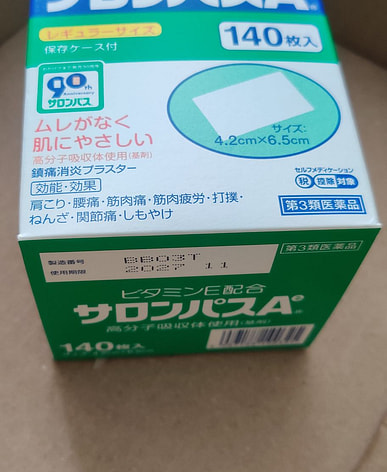 サロンパスA®
レギュラーサイズ
保存ケース付
140枚入
90th
Anniversary
サロンパス
ムレがなく
肌にやさしい
高分子吸収体使用(基剤)
鎮痛消炎プラスター
効能・効果
肩こり・腰痛・筋肉痛・筋肉疲労・打撲・
ねんざ・関節痛・しもやけ
サイズ:
4.2cm×6.5cm
セルフメディケーション
税 控除 対象
第3類医薬品
製造番号 BB03T
使用期限 2027 11
第3類医薬品
ビタミンE配合
サロンパスA®
高分子吸収体使用(基剤)
140枚入